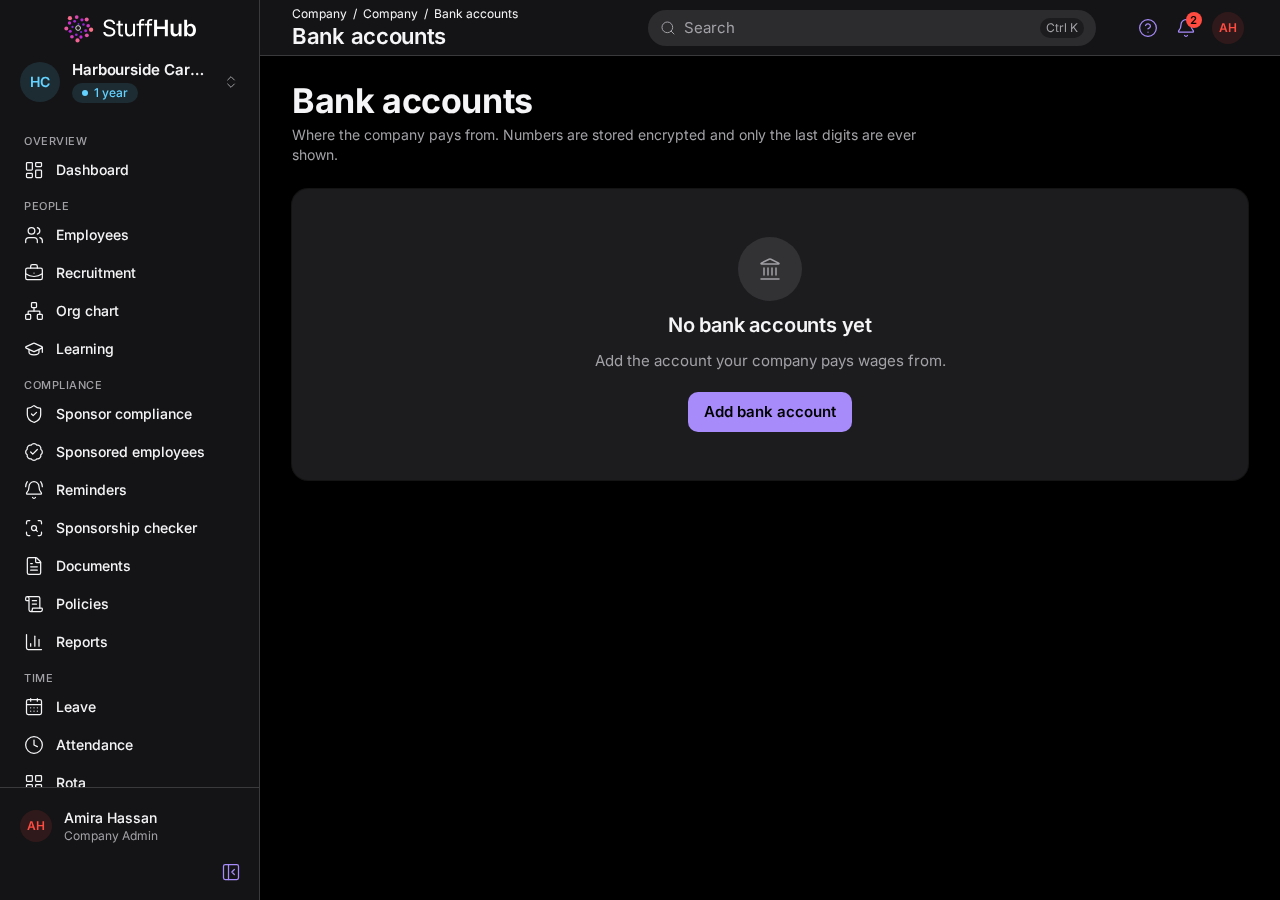 StuffHub
HC
Harbourside Car...
1 year
OVERVIEW
Dashboard
PEOPLE
Employees
Recruitment
Org chart
Learning
COMPLIANCE
Sponsor compliance
Sponsored employees
Reminders
Sponsorship checker
Documents
Policies
Reports
TIME
Leave
Attendance
Rota
AH
Amira Hassan
Company Admin
Company / Company / Bank accounts
Bank accounts
Search
Ctrl K
2
AH
Bank accounts
Where the company pays from. Numbers are stored encrypted and only the last digits are ever
shown.
No bank accounts yet
Add the account your company pays wages from.
Add bank account